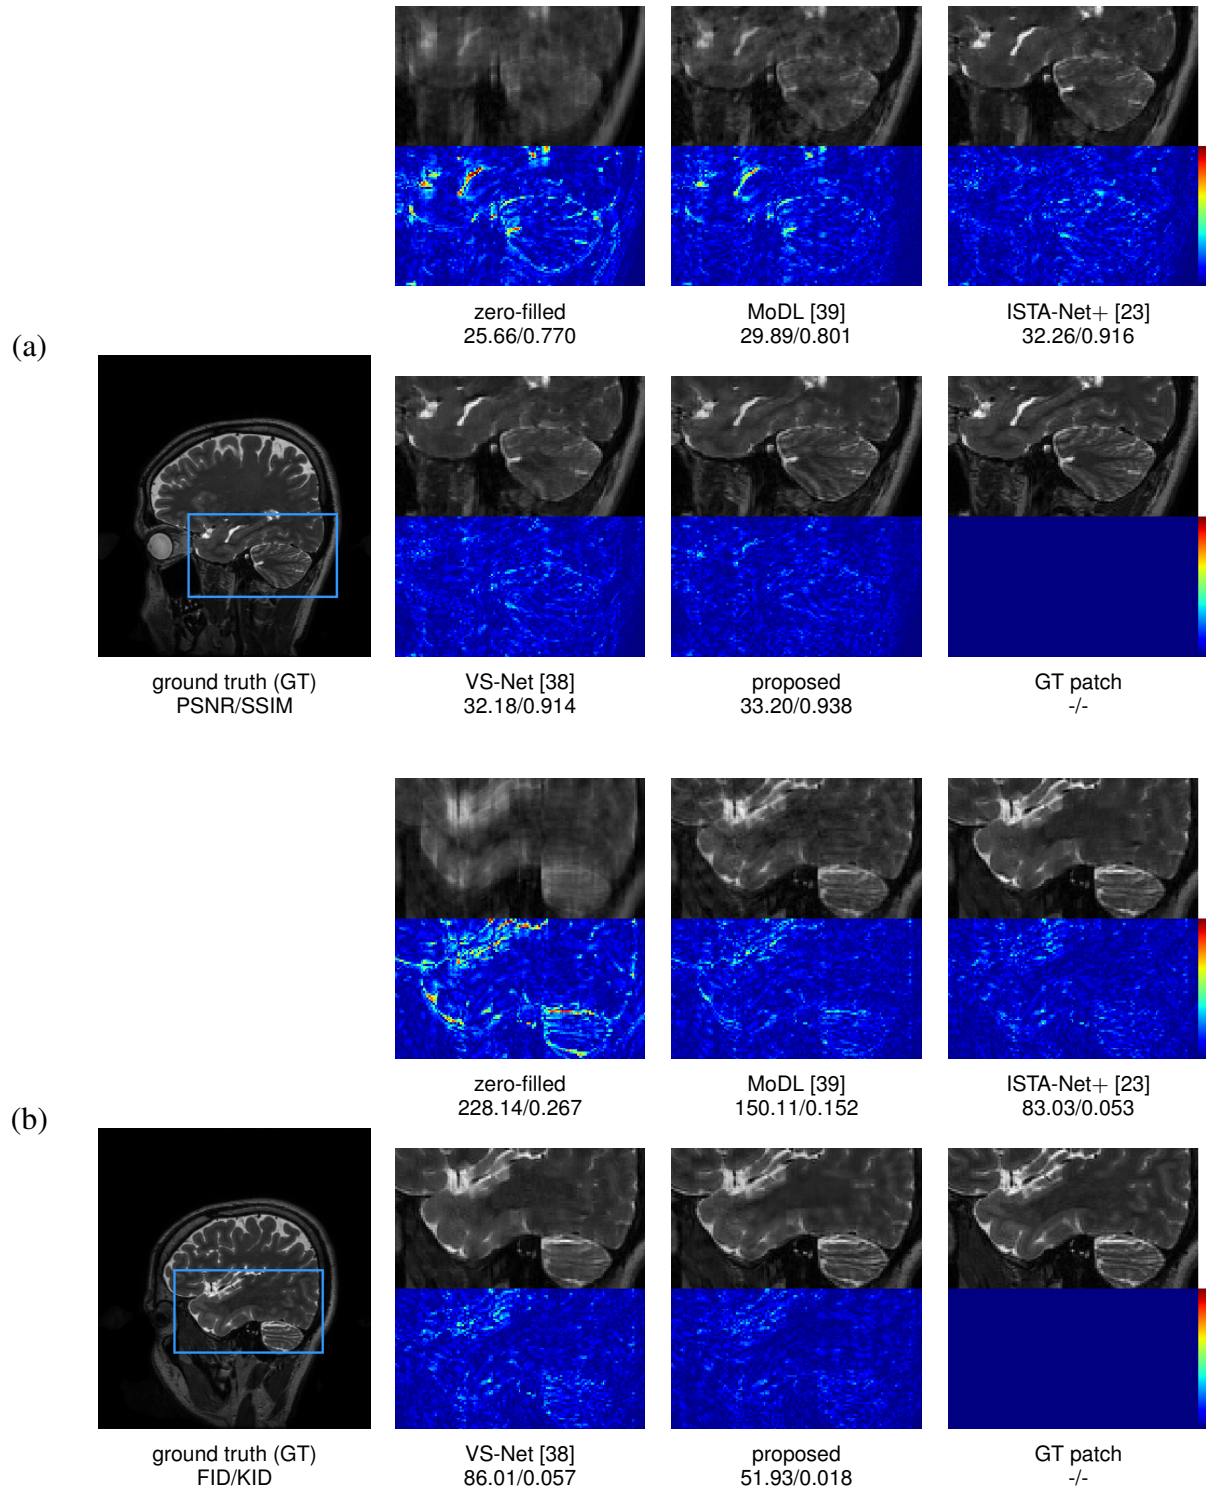 zero-filled
25.66/0.770
MoDL [39]
29.89/0.801
ISTA-Net+ [23]
32.26/0.916
(a)
ground truth (GT)
PSNR/SSIM
VS-Net [38]
32.18/0.914
proposed
33.20/0.938
GT patch
-/-
zero-filled
228.14/0.267
MoDL [39]
150.11/0.152
ISTA-Net+ [23]
83.03/0.053
(b)
ground truth (GT)
FID/KID
VS-Net [38]
86.01/0.057
proposed
51.93/0.018
GT patch
-/-